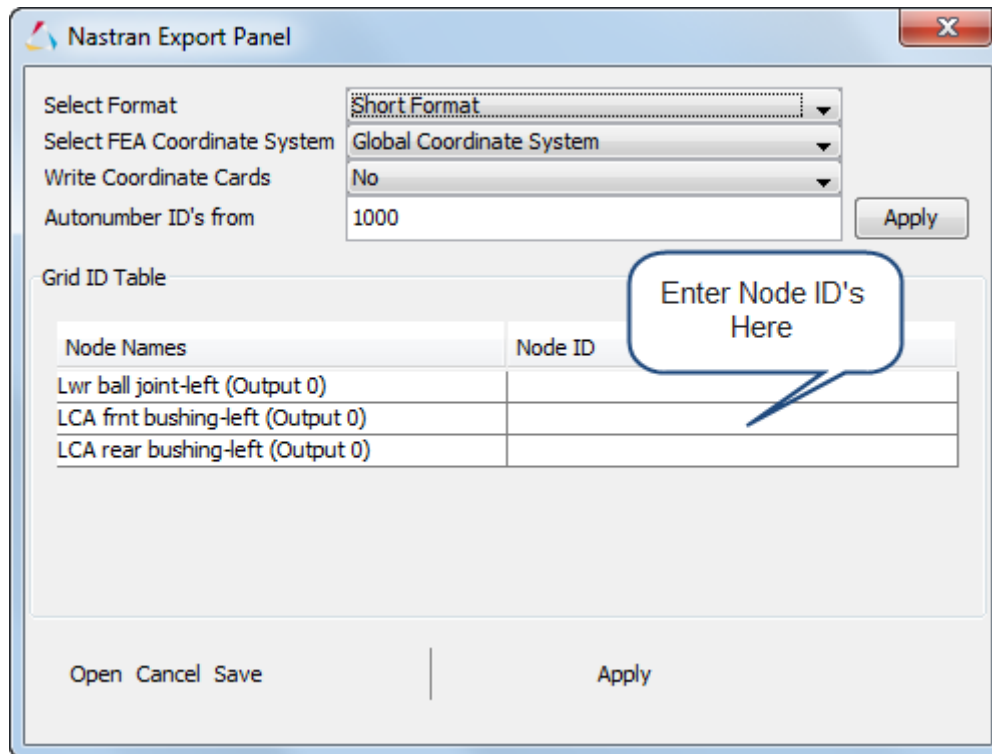 Nastran Export Panel
Select Format Short Format
Select FEA Coordinate System Global Coordinate System
Write Coordinate Cards No
Autonumber ID's from 1000 Apply
Grid ID Table
Enter Node ID's
Here
Node Names Node ID
Lwr ball joint-left (Output 0)
LCA frnt bushing-left (Output 0)
LCA rear bushing-left (Output 0)
Open Cancel Save Apply